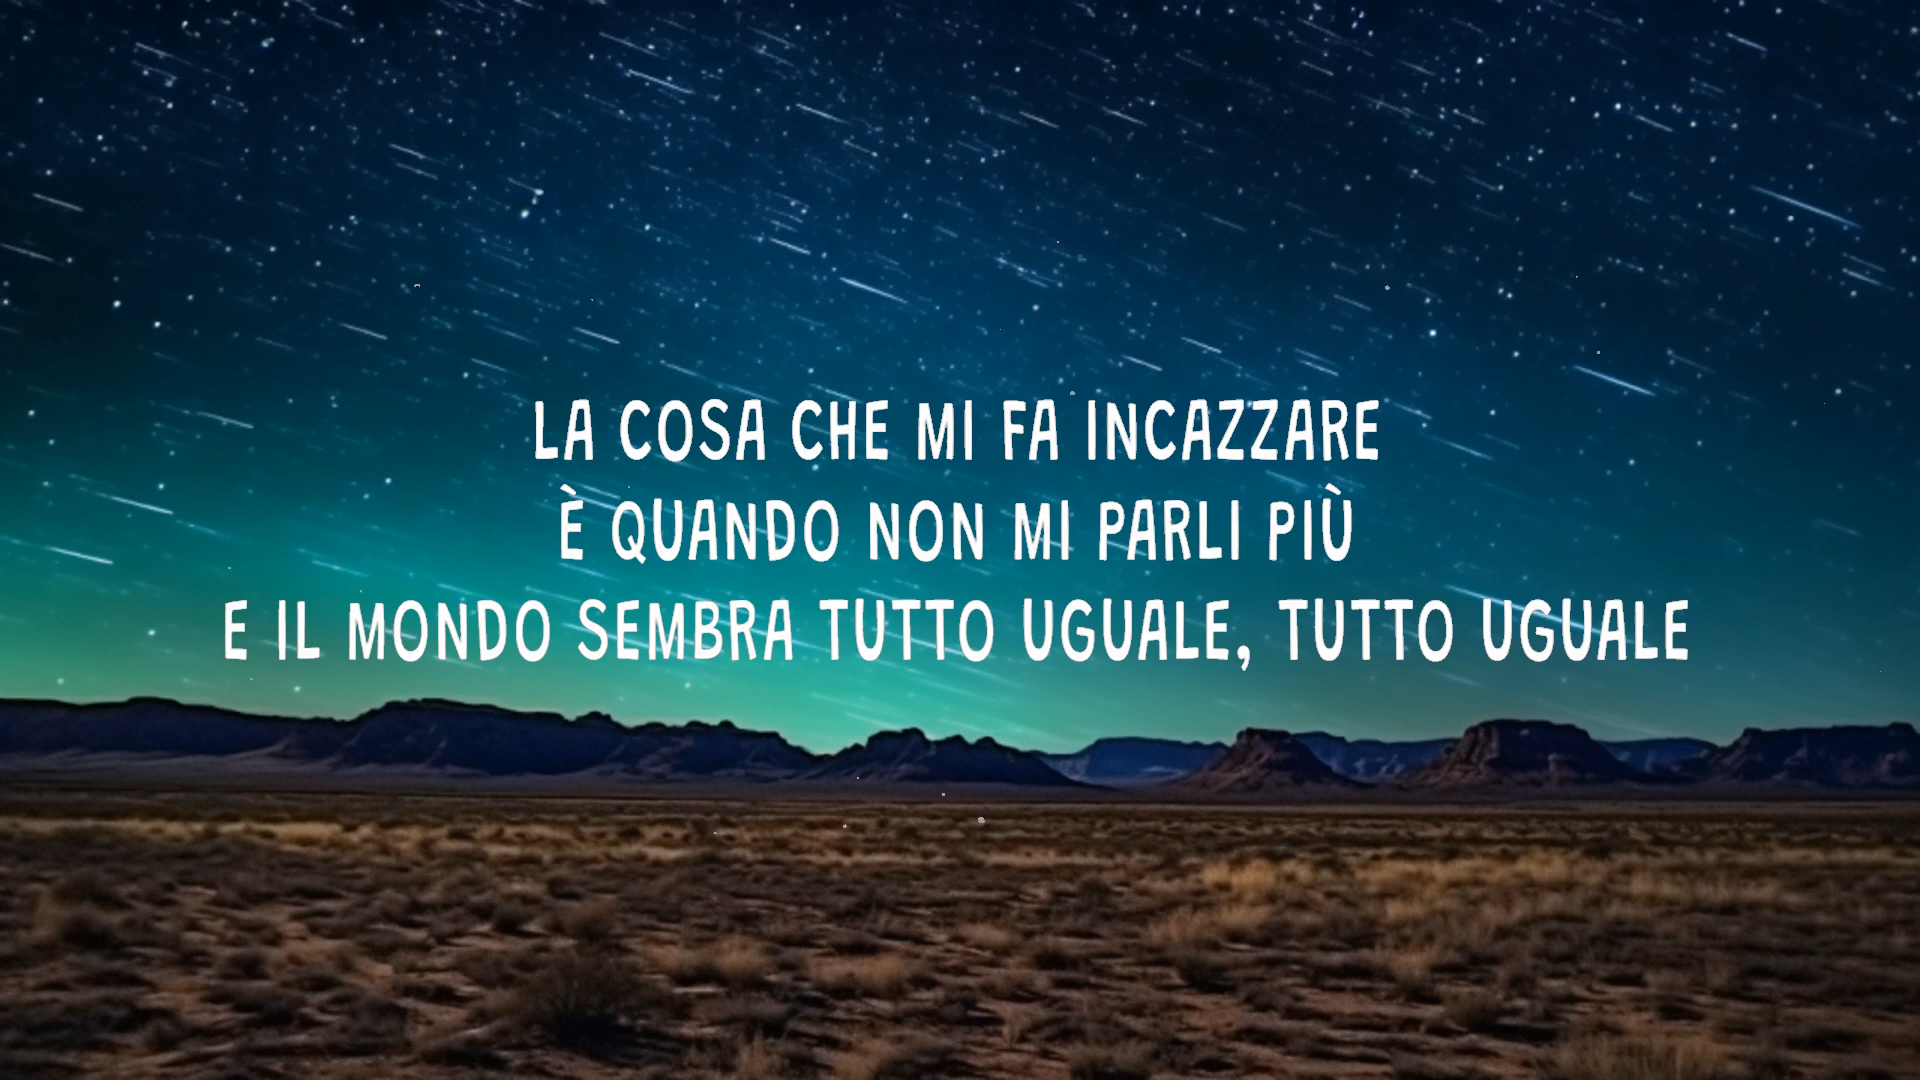 LA COSA CHE MI FA INCAZZARE
È QUANDO NON MI PARLI PIÙ
E IL MONDO SEMBRA TUTTO UGUALE, TUTTO UGUALE